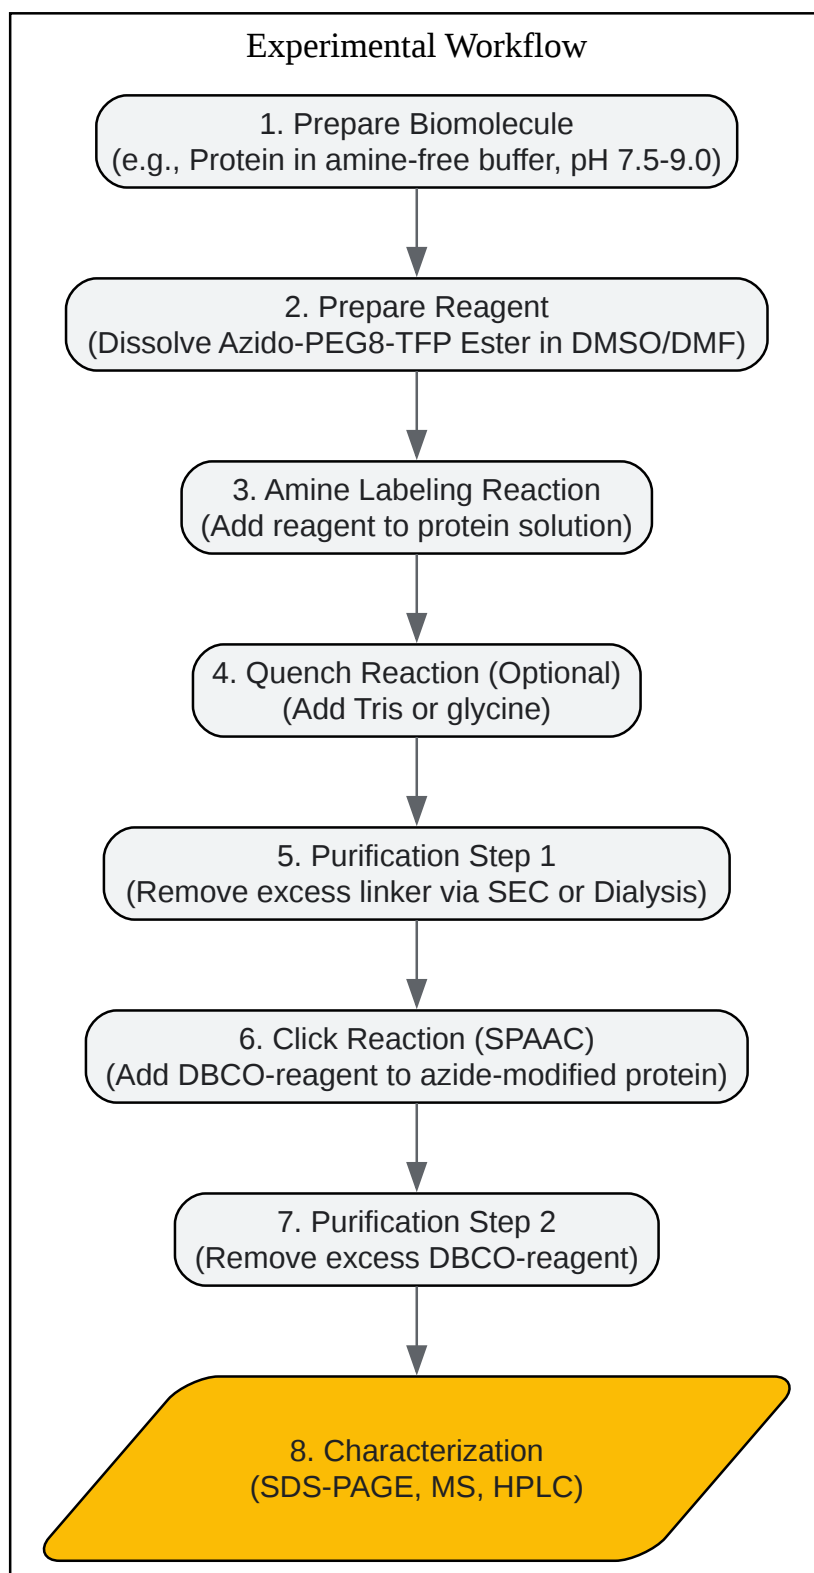 Experimental Workflow
1. Prepare Biomolecule
(e.g., Protein in amine-free buffer, pH 7.5-9.0)
2. Prepare Reagent
(Dissolve Azido-PEG8-TFP Ester in DMSO/DMF)
3. Amine Labeling Reaction
(Add reagent to protein solution)
4. Quench Reaction (Optional)
(Add Tris or glycine)
5. Purification Step 1
(Remove excess linker via SEC or Dialysis)
6. Click Reaction (SPAAC)
(Add DBCO-reagent to azide-modified protein)
7. Purification Step 2
(Remove excess DBCO-reagent)
8. Characterization
(SDS-PAGE, MS, HPLC)